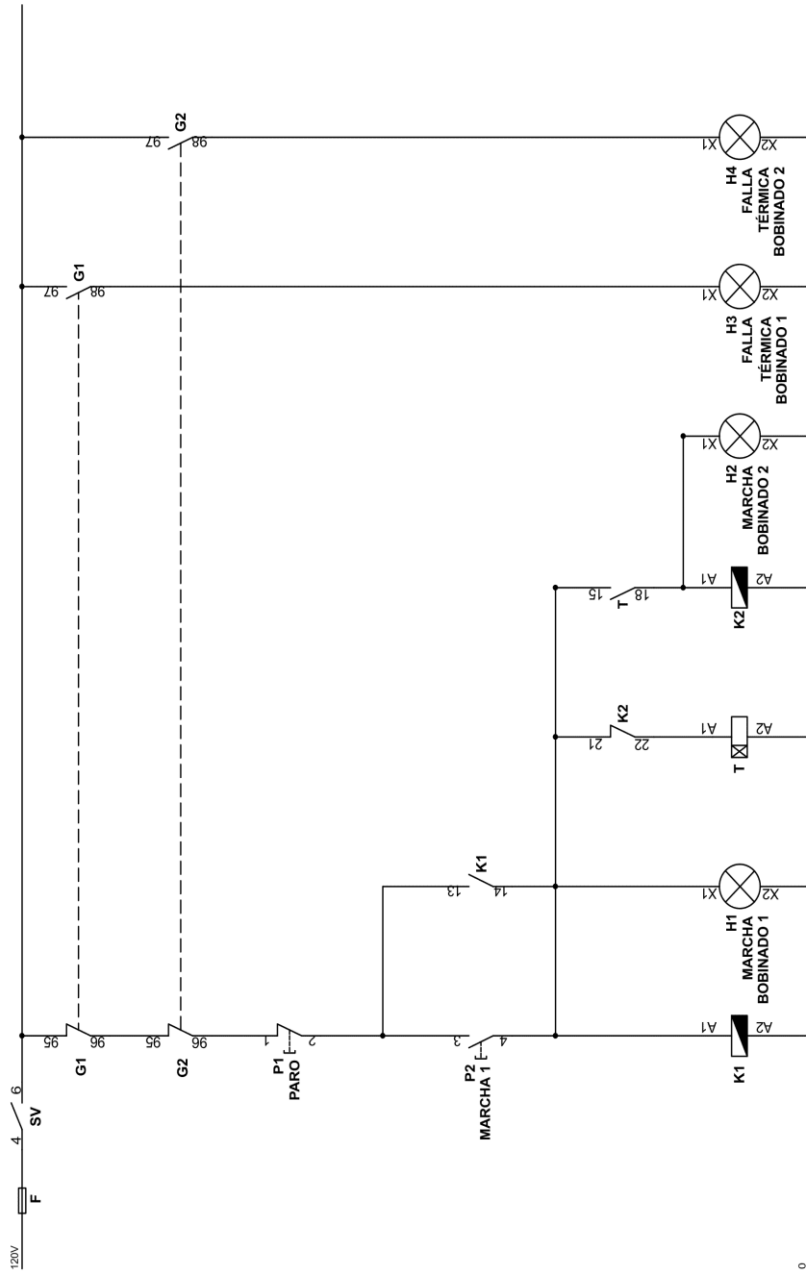 120V
F
4
6
SV
95
96
G1
97
98
G1
95
96
G2
97
98
G2
1
2
P1
PARO
3
4
P2
MARCHA 1
13
14
K1
21
22
K2
15
18
T
A1
A2
K1
X1
X2
H1
MARCHA
BOBINADO 1
A1
A2
T
A1
A2
K2
X1
X2
H2
MARCHA
BOBINADO 2
X1
X2
H3
FALLA
TÉRMICA
BOBINADO 1
X1
X2
H4
FALLA
TÉRMICA
BOBINADO 2
0